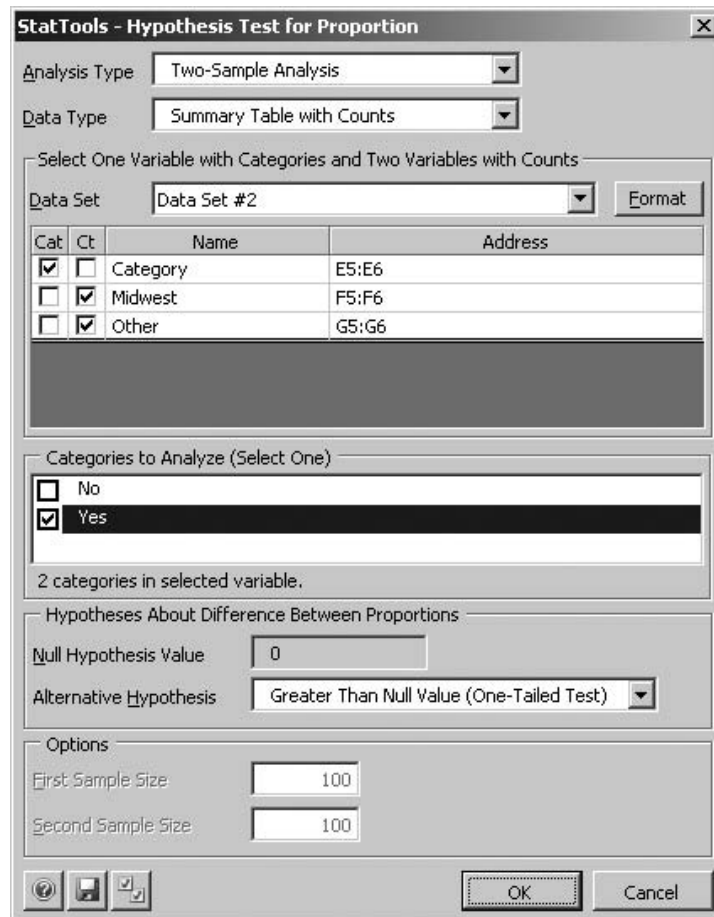 StatTools - Hypothesis Test for Proportion
Analysis Type Two-Sample Analysis
Data Type Summary Table with Counts
Select One Variable with Categories and Two Variables with Counts
Data Set Data Set #2 Format
Cat Ct Name Address
Category E5:E6
Midwest F5:F6
Other G5:G6
Categories to Analyze (Select One)
No
Yes
2 categories in selected variable.
Hypotheses About Difference Between Proportions
Null Hypothesis Value 0
Alternative Hypothesis Greater Than Null Value (One-Tailed Test)
Options
First Sample Size 100
Second Sample Size 100
OK Cancel